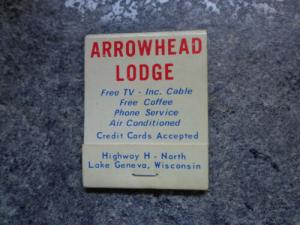 ARROWHEAD
LODGE
Free TV - Inc. Cable
Free Coffee
Phone Service
Air Conditioned
Credit Cards Accepted
Highway H - North
Lake Geneva, Wisconsin